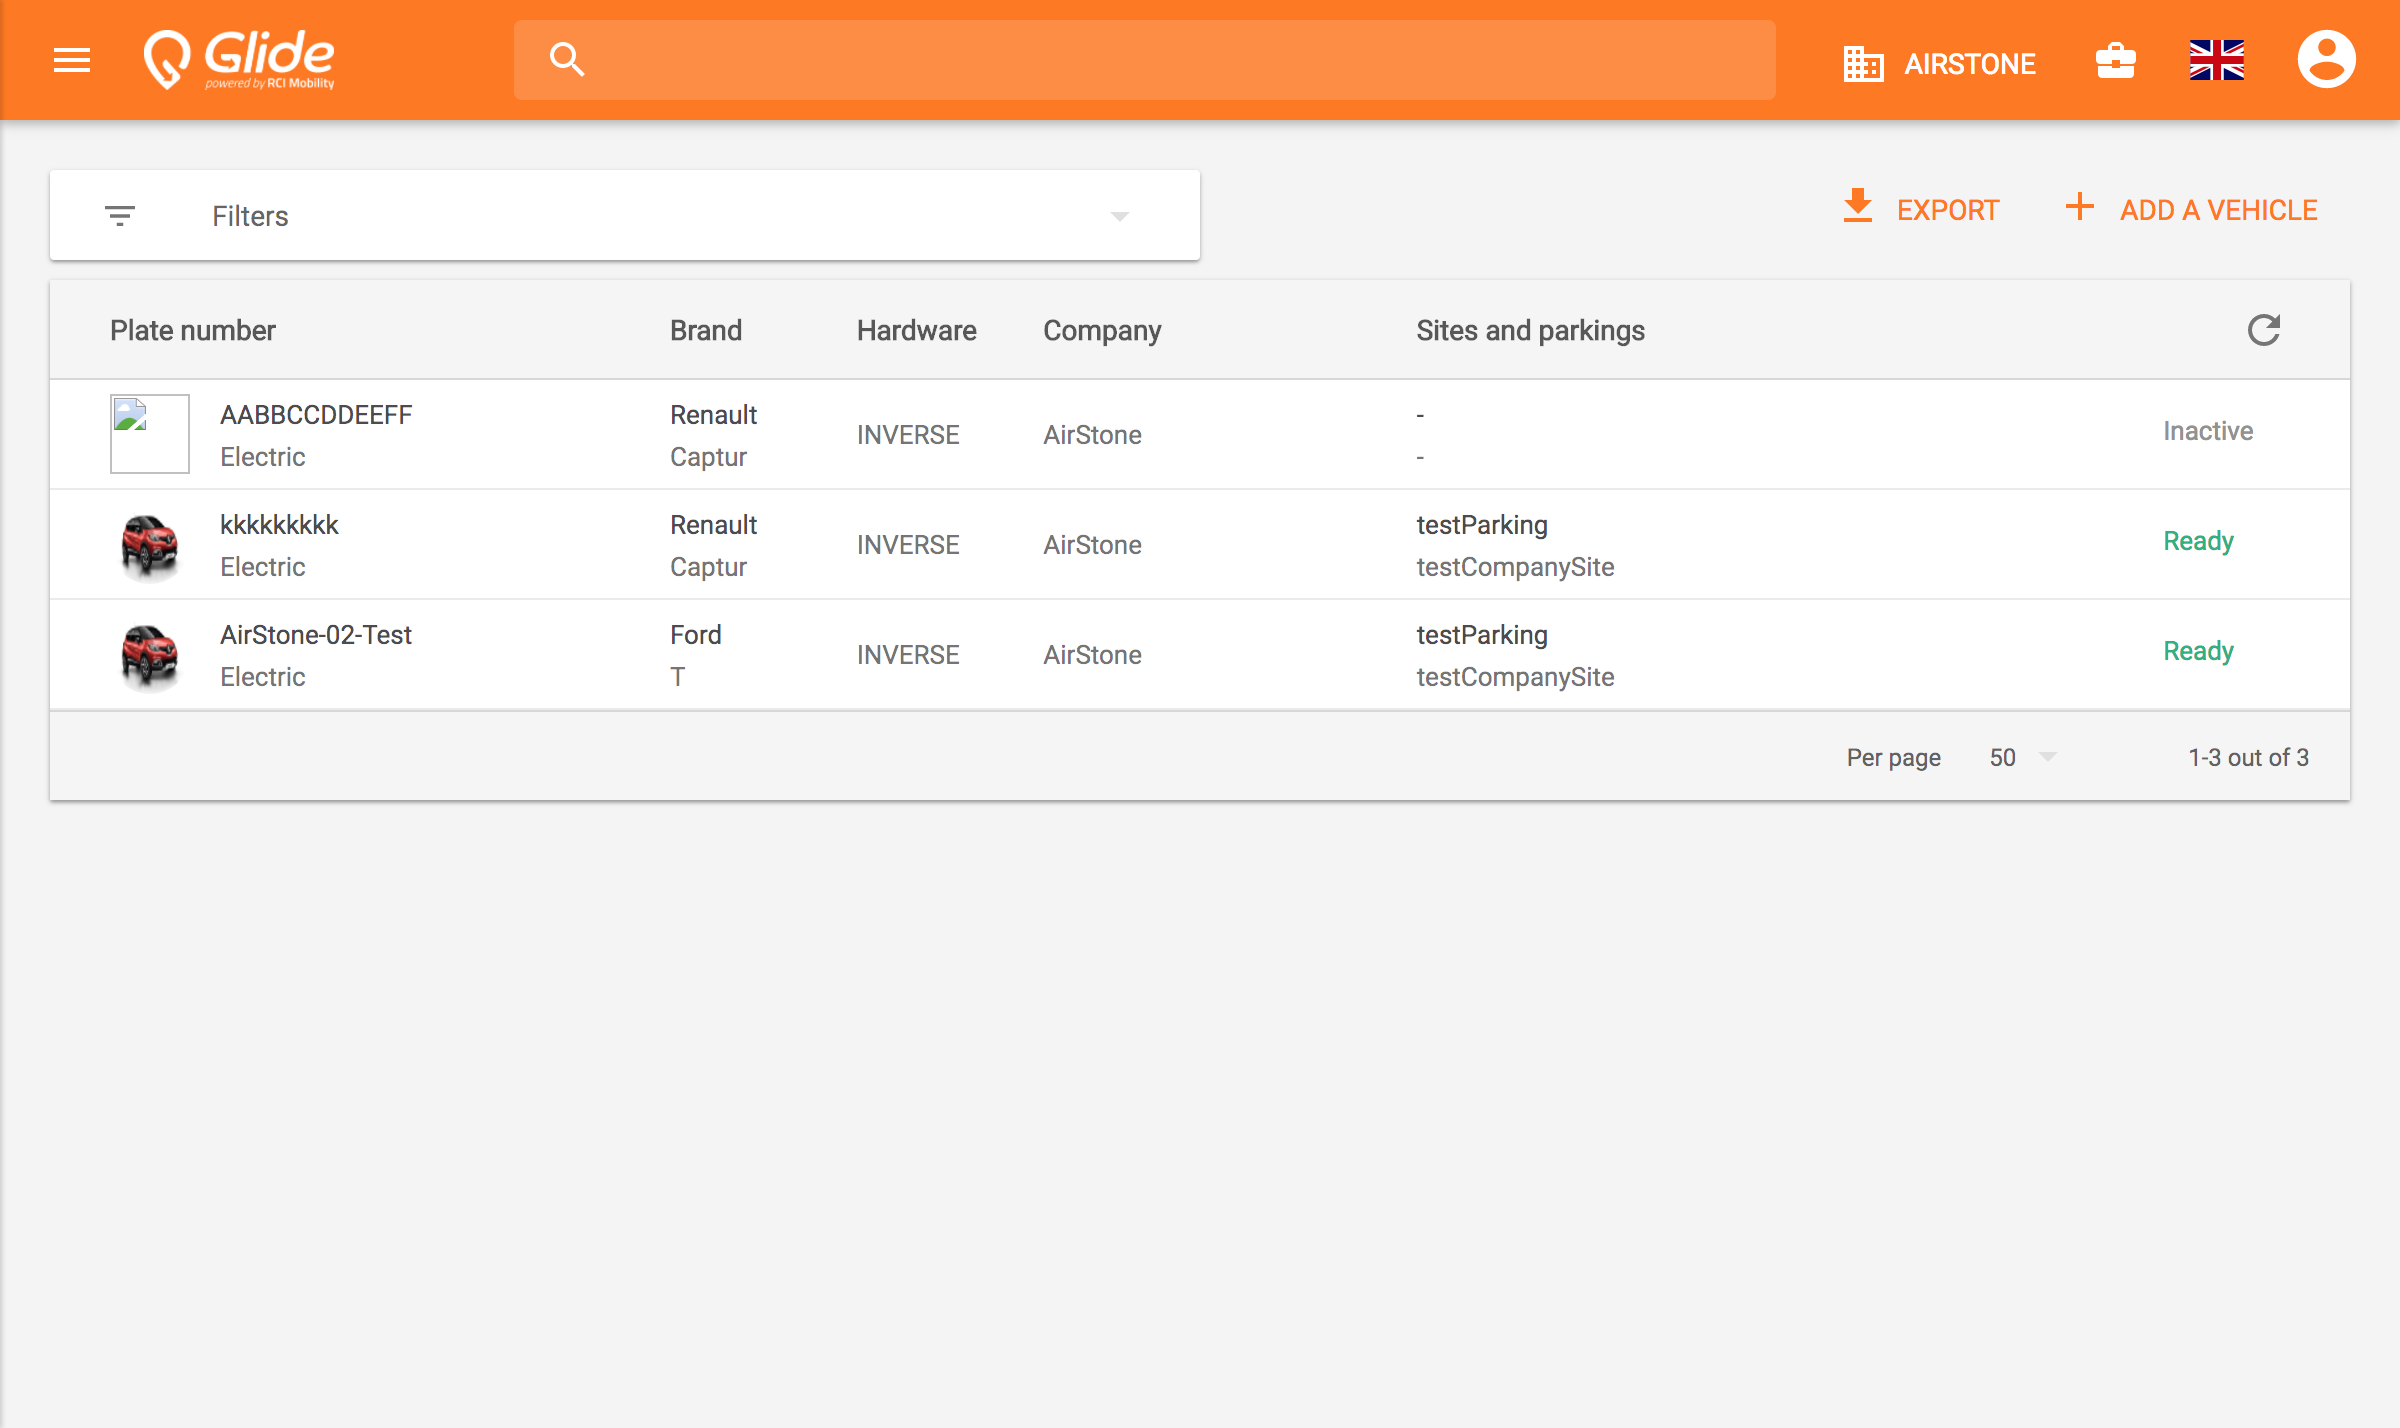 Glide
powered by RCI Mobility
AIRSTONE
Filters
EXPORT
ADD A VEHICLE
Plate number Brand Hardware Company Sites and parkings
AABBCCDDEEFF Renault -
INVERSE AirStone Inactive
Electric Captur -
kkkkkkkkk Renault testParking
INVERSE AirStone Ready
Electric Captur testCompanySite
AirStone-02-Test Ford testParking
INVERSE AirStone Ready
Electric T testCompanySite
Per page 50 1-3 out of 3